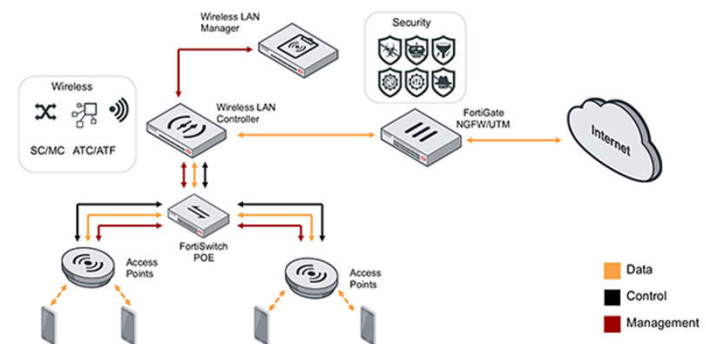 Wireless LAN
Manager
Security
Wireless
SC/MC ATC/ATF
Wireless LAN
Controller
FortiGate
NGFW/UTM
Internet
FortiSwitch
POE
Access
Points
Access
Points
Data
Control
Management